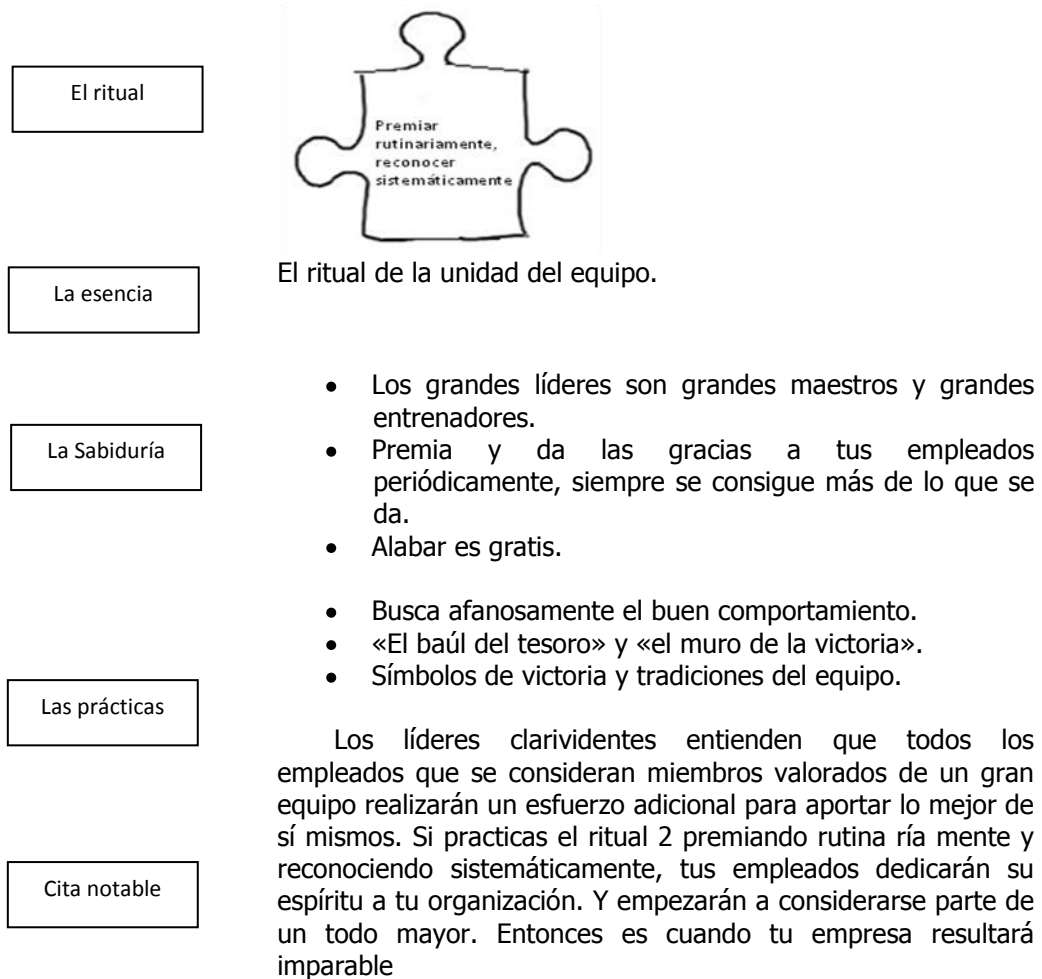 El ritual
Premiar
rutinariamente,
reconocer
sistemáticamente
La esencia
El ritual de la unidad del equipo.
La Sabiduría
• Los grandes líderes son grandes maestros y grandes
entrenadores.
• Premia y da las gracias a tus empleados
periódicamente, siempre se consigue más de lo que se
da.
• Alabar es gratis.
Las prácticas
• Busca afanosamente el buen comportamiento.
• «El baúl del tesoro» y «el muro de la victoria».
• Símbolos de victoria y tradiciones del equipo.
Cita notable
Los líderes clarividentes entienden que todos los
empleados que se consideran miembros valorados de un gran
equipo realizarán un esfuerzo adicional para aportar lo mejor de
sí mismos. Si practicas el ritual 2 premiando rutina ría mente y
reconociendo sistemáticamente, tus empleados dedicarán su
espíritu a tu organización. Y empezarán a considerarse parte de
un todo mayor. Entonces es cuando tu empresa resultará
imparable